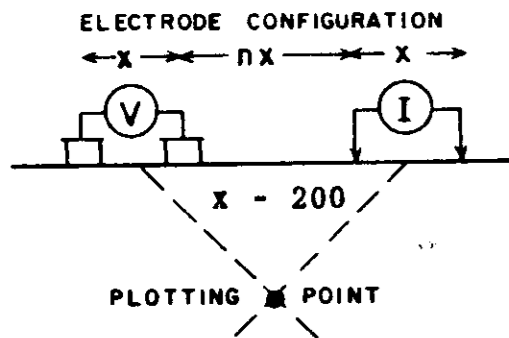 ELECTRODE CONFIGURATION
X nX X
V I
x - 200
PLOTTING POINT